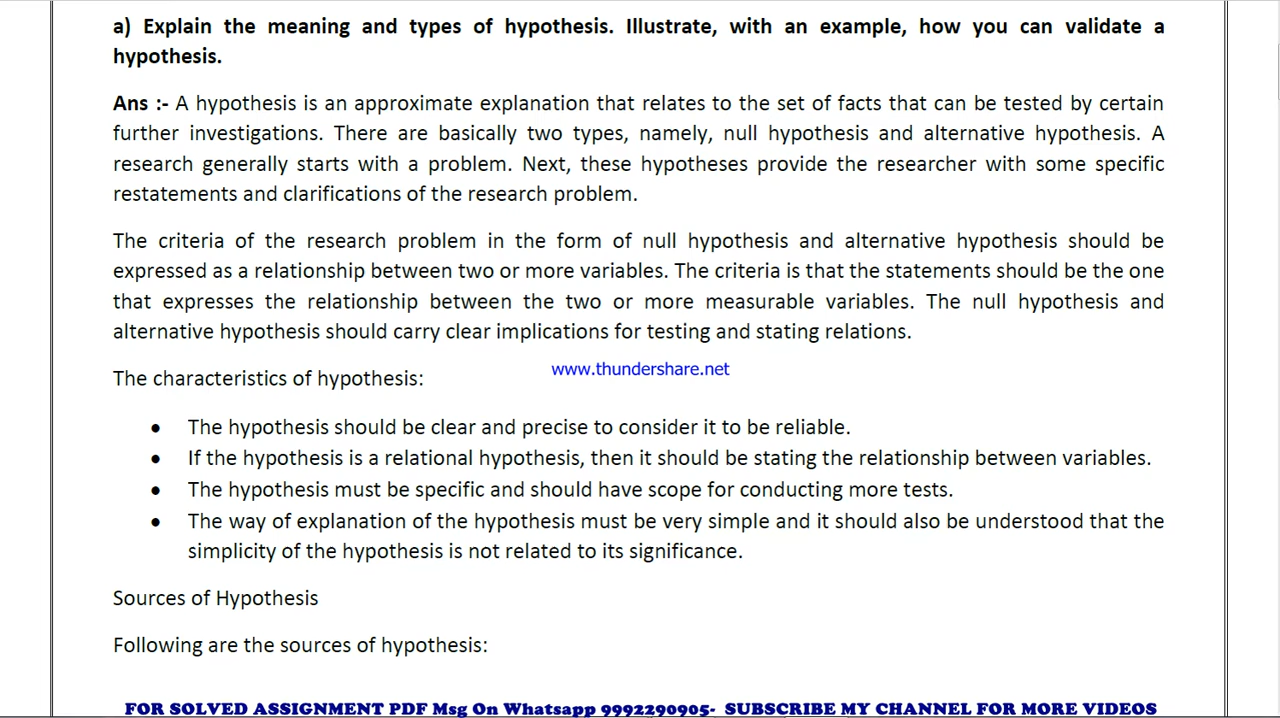 a) Explain the meaning and types of hypothesis. Illustrate, with an example, how you can validate a
hypothesis.
Ans :- A hypothesis is an approximate explanation that relates to the set of facts that can be tested by certain
further investigations. There are basically two types, namely, null hypothesis and alternative hypothesis. A
research generally starts with a problem. Next, these hypotheses provide the researcher with some specific
restatements and clarifications of the research problem.
The criteria of the research problem in the form of null hypothesis and alternative hypothesis should be
expressed as a relationship between two or more variables. The criteria is that the statements should be the one
that expresses the relationship between the two or more measurable variables. The null hypothesis and
alternative hypothesis should carry clear implications for testing and stating relations.
www.thundershare.net
The characteristics of hypothesis:
• The hypothesis should be clear and precise to consider it to be reliable.
• If the hypothesis is a relational hypothesis, then it should be stating the relationship between variables.
• The hypothesis must be specific and should have scope for conducting more tests.
• The way of explanation of the hypothesis must be very simple and it should also be understood that the
simplicity of the hypothesis is not related to its significance.
Sources of Hypothesis
Following are the sources of hypothesis:
FOR SOLVED ASSIGNMENT PDF Msg On Whatsapp 9992290905- SUBSCRIBE MY CHANNEL FOR MORE VIDEOS